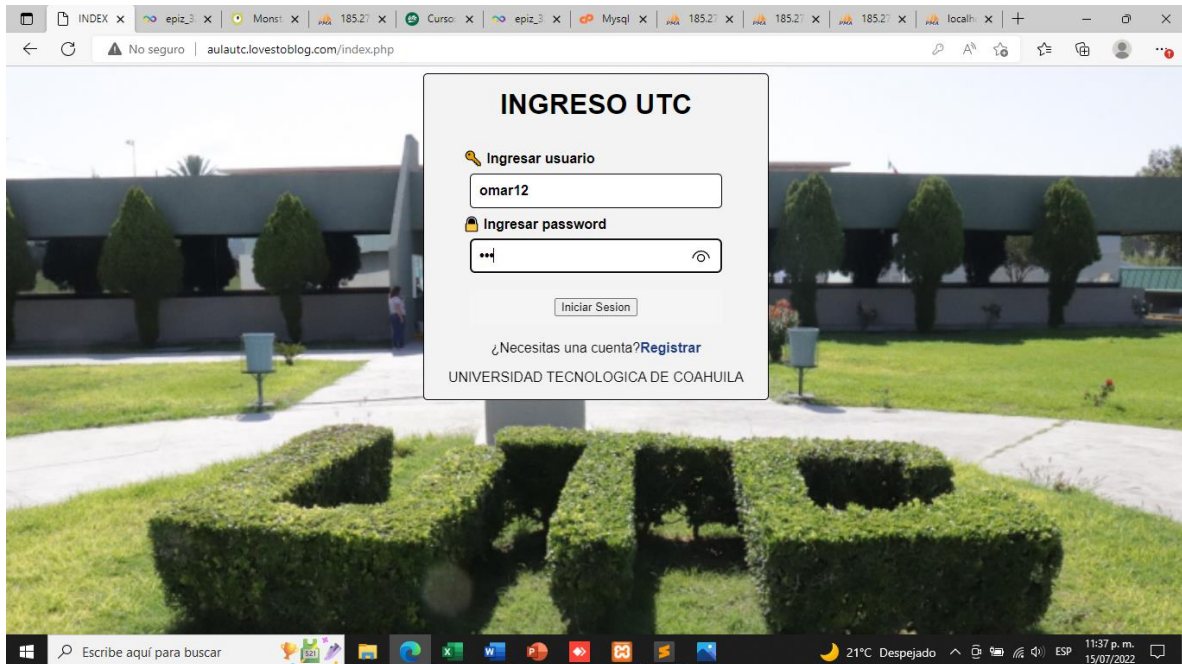 INDEX
epiz_3
Monst
185.27
Curso
epiz_3
Mysql
185.27
185.27
185.27
localh
No seguro
aulautc.lovestoblog.com/index.php
INGRESO UTC
Ingresar usuario
omar12
Ingresar password
•••
Iniciar Sesion
¿Necesitas una cuenta?Registrar
UNIVERSIDAD TECNOLOGICA DE COAHUILA
UTC
Escribe aquí para buscar
21°C Despejado
ESP
11:37 p. m.
15/07/2022